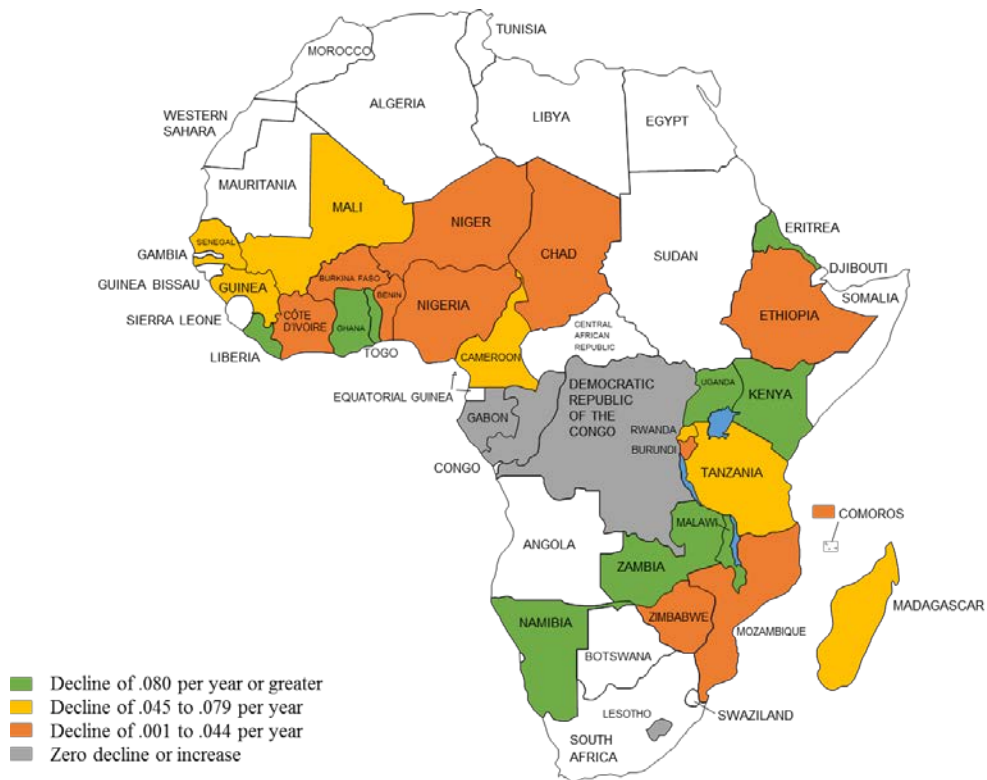 TUNISIA
MOROCCO
ALGERIA
LIBYA
EGYPT
WESTERN
SAHARA
MAURITANIA
MALI
NIGER
CHAD
SUDAN
ERITREA
SENEGAL
GAMBIA
DJIBOUTI
GUINEA BISSAU
GUINEA
BURKINA FASO
BENIN
NIGERIA
SOMALIA
SIERRA LEONE
CÔTE
D'IVOIRE
GHANA
ETHIOPIA
CENTRAL
AFRICAN
REPUBLIC
LIBERIA
TOGO
CAMEROON
EQUATORIAL GUINEA
DEMOCRATIC
REPUBLIC
OF THE
CONGO
UGANDA
KENYA
GABON
RWANDA
BURUNDI
CONGO
TANZANIA
COMOROS
MALAWI
ANGOLA
ZAMBIA
MADAGASCAR
NAMIBIA
ZIMBABWE
MOZAMBIQUE
BOTSWANA
SWAZILAND
LESOTHO
SOUTH
AFRICA
Decline of .080 per year or greater
Decline of .045 to .079 per year
Decline of .001 to .044 per year
Zero decline or increase